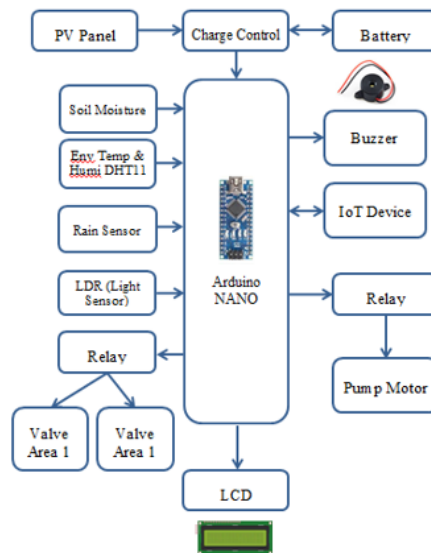 PV Panel
Charge Control
Battery
Soil Moisture
Buzzer
Env Temp &
Humi DHT11
IoT Device
Rain Sensor
Arduino
NANO
LDR (Light
Sensor)
Relay
Relay
Pump Motor
Valve
Area 1
Valve
Area 1
LCD